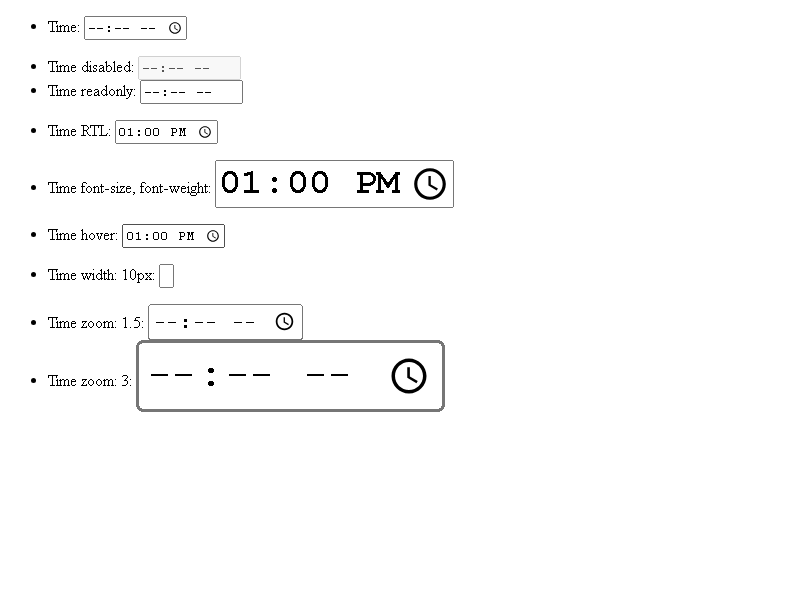 Time: --:-- --
Time disabled: --:-- --
Time readonly: --:-- --
Time RTL: 01:00 PM
Time font-size, font-weight: 01:00 PM
Time hover: 01:00 PM
Time width: 10px:
Time zoom: 1.5: --:-- --
Time zoom: 3: --:-- --